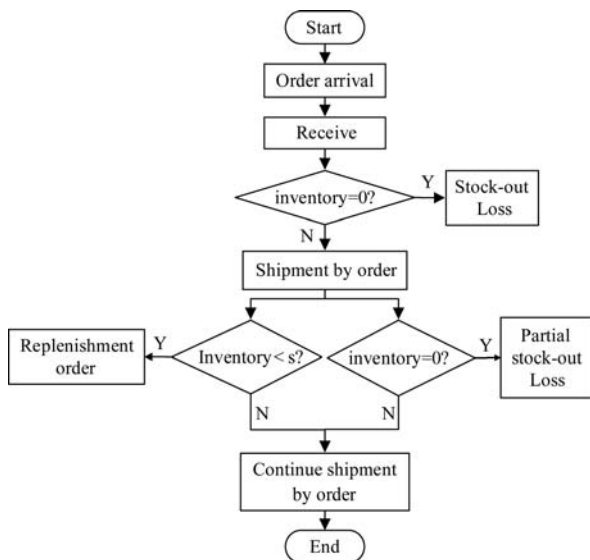 Start
Order arrival
Receive
inventory=0?
Y
Stock-out
Loss
N
Shipment by order
Replenishment
order
Y
Inventory< s?
inventory=0?
Y
Partial
stock-out
Loss
N
N
Continue shipment
by order
End